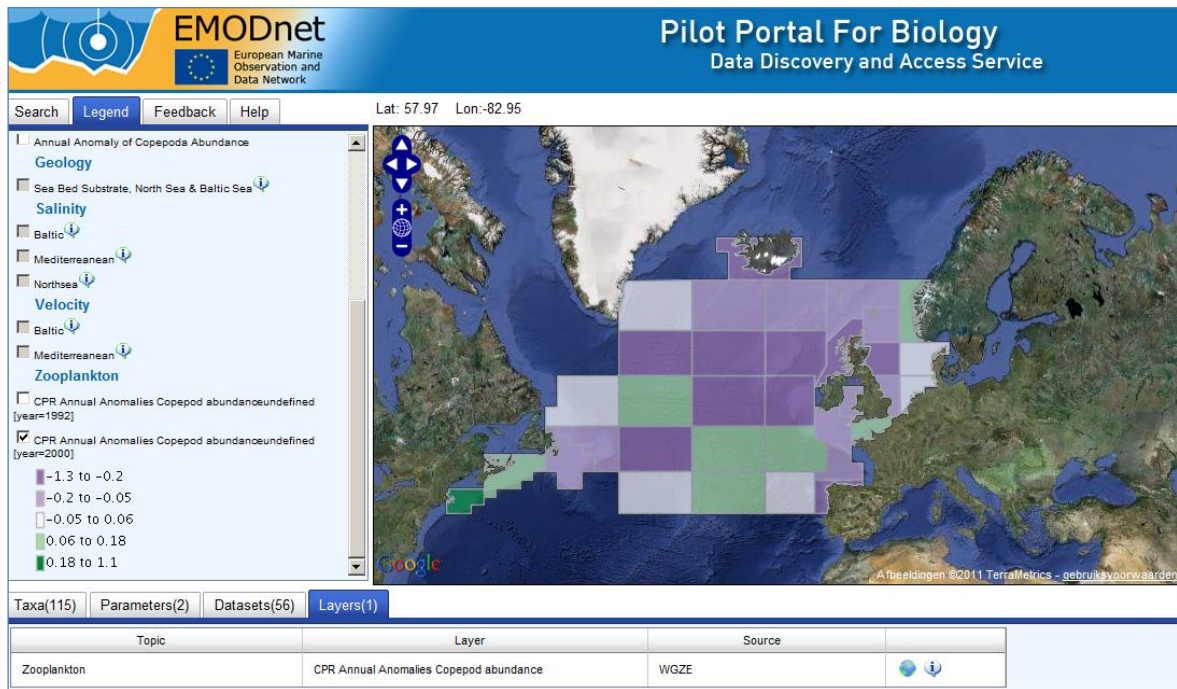 EMODnet
European Marine
Observation and
Data Network
Pilot Portal For Biology
Data Discovery and Access Service
Search Legend Feedback Help
Lat: 57.97 Lon:-82.95
Annual Anomaly of Copepoda Abundance
Geology
Sea Bed Substrate, North Sea & Baltic Sea
Salinity
Baltic
Mediterreanean
Northsea
Velocity
Baltic
Mediterreanean
Zooplankton
CPR Annual Anomalies Copepod abundanceundefined
[year=1992]
CPR Annual Anomalies Copepod abundanceundefined
[year=2000]
-1.3 to -0.2
-0.2 to -0.05
-0.05 to 0.06
0.06 to 0.18
0.18 to 1.1
Google
Afbeeldingen ©2011 TerraMetrics - gebruiksvoorwaarden
Taxa(115) Parameters(2) Datasets(56) Layers(1)
Topic Layer Source
Zooplankton CPR Annual Anomalies Copepod abundance WGZE